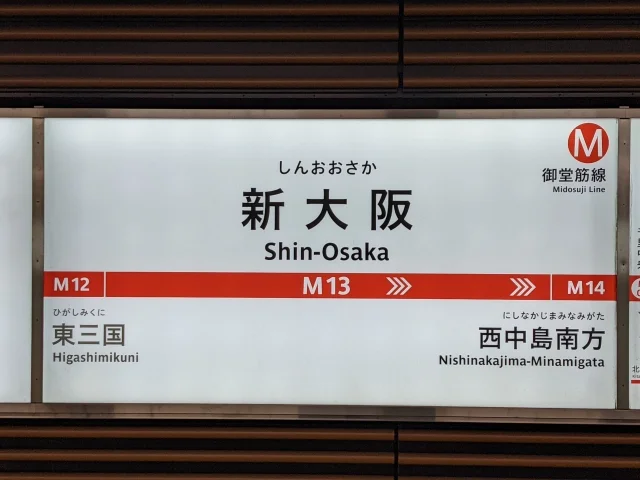 M
御堂筋線
Midosuji Line
しんおおさか
新大阪
Shin-Osaka
M12
M13
M14
ひがしみくに
東三国
Higashimikuni
にしなかじまみなみがた
西中島南方
Nishinakajima-Minamigata